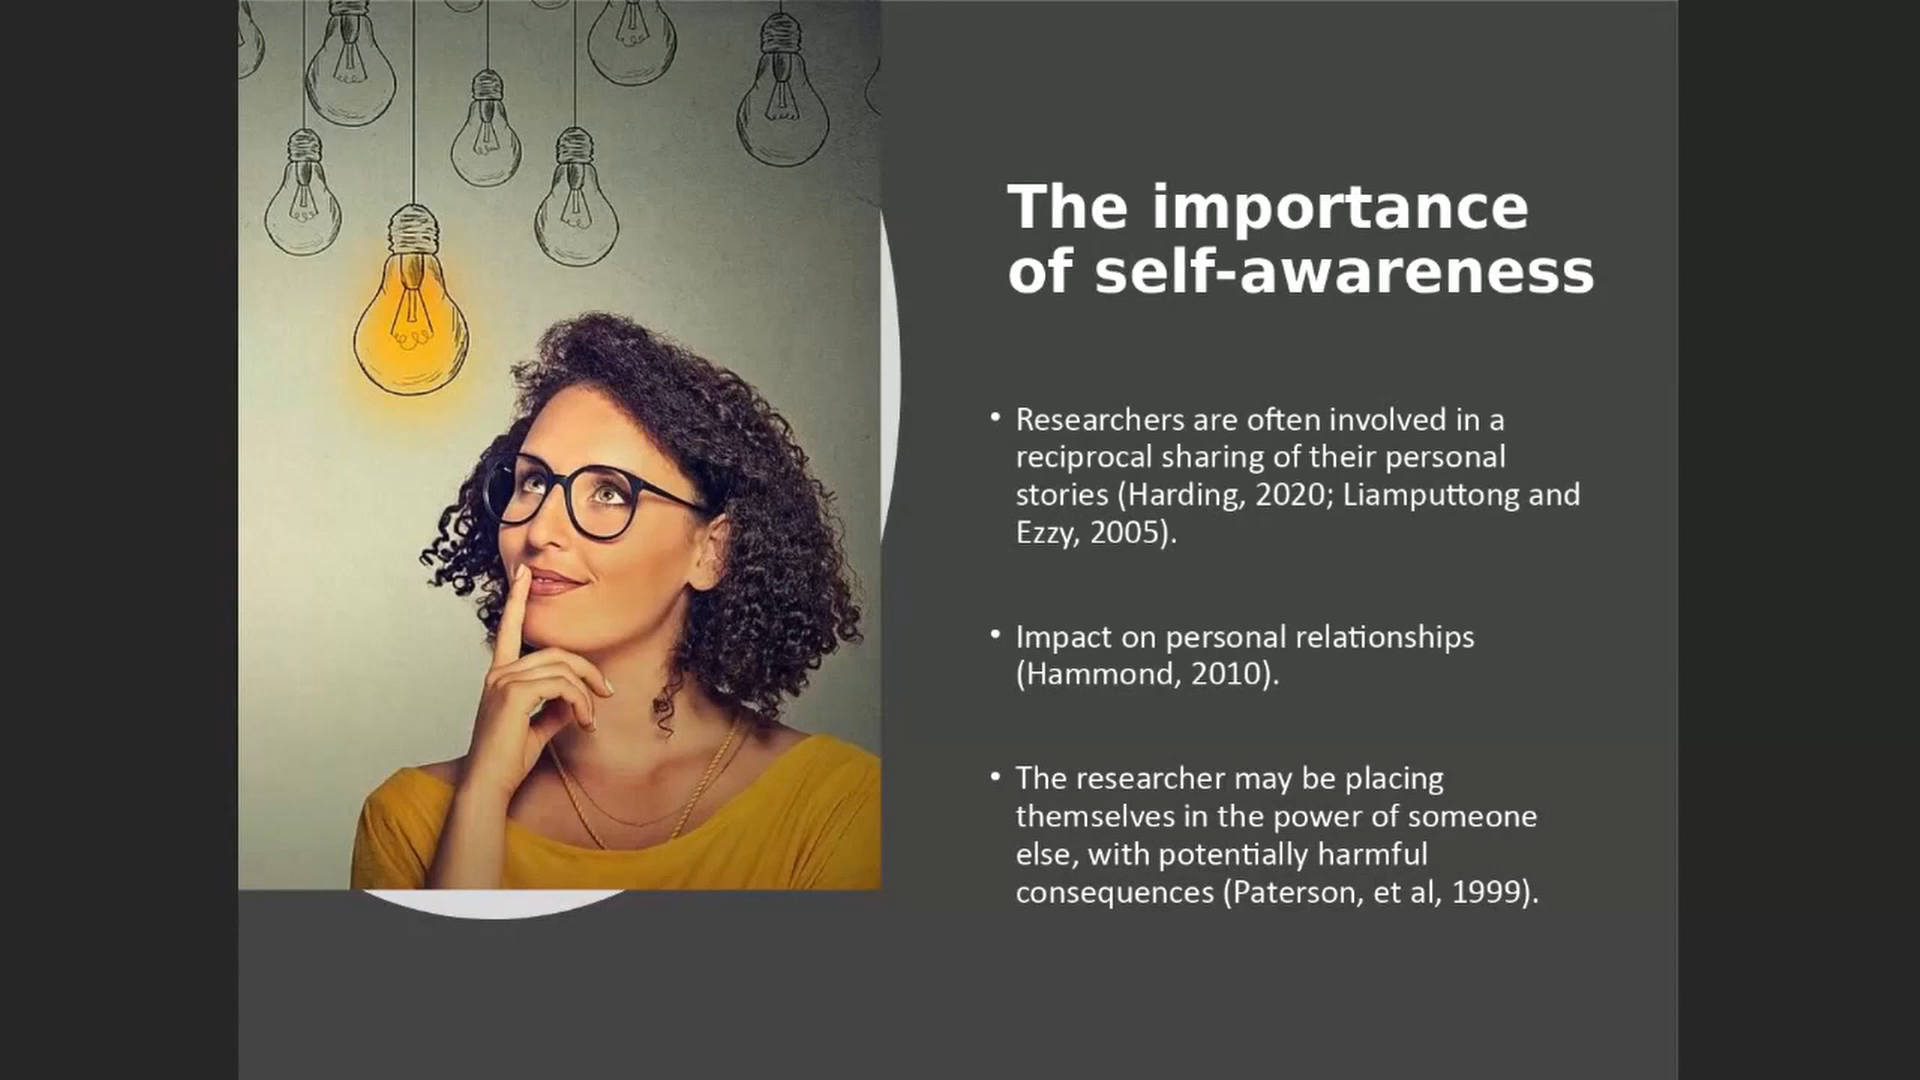 The importance
of self-awareness
• Researchers are often involved in a
reciprocal sharing of their personal
stories (Harding, 2020; Liamputtong and
Ezzy, 2005).
• Impact on personal relationships
(Hammond, 2010).
• The researcher may be placing
themselves in the power of someone
else, with potentially harmful
consequences (Paterson, et al, 1999).